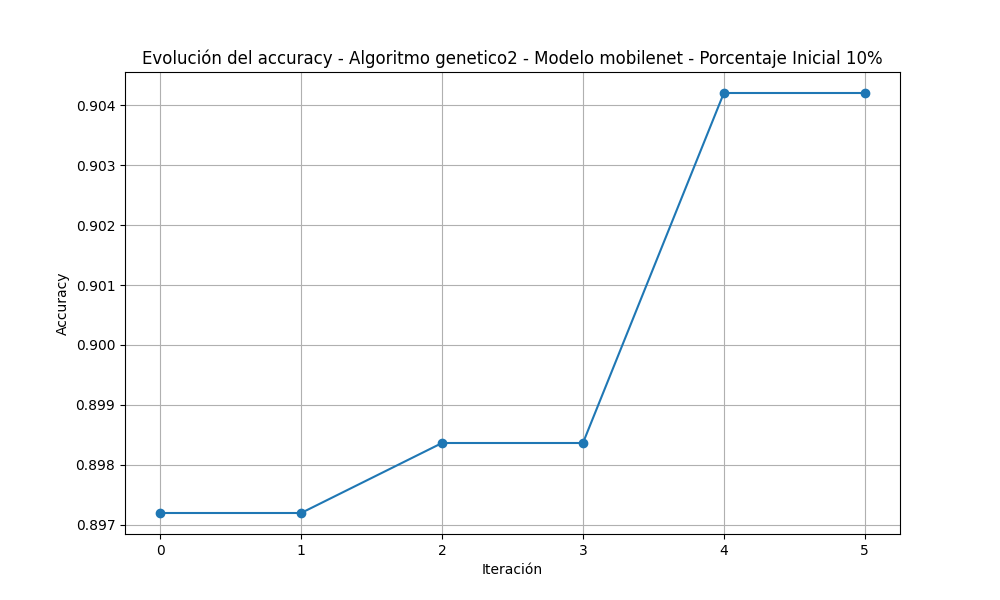 Evolución del accuracy - Algoritmo genetico2 - Modelo mobilenet - Porcentaje Inicial 10%
Accuracy
0.904
0.903
0.902
0.901
0.900
0.899
0.898
0.897
0 1 2 3 4 5
Iteración